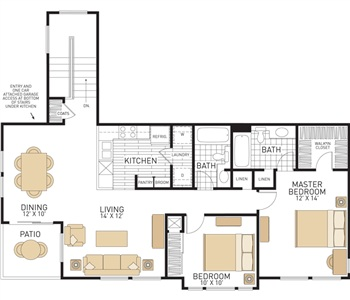 ENTRY AND
ONE CAR
ATTACHED GARAGE
ACCESS AT BOTTOM
OF STAIRS
UNDER KITCHEN
COATS
DN.
REFRIG.
W
D
KITCHEN
LAUNDRY
PANTRY
BROOM
BATH
BATH
WALK-IN
CLOSET
LINEN
LINEN
MASTER
BEDROOM
12' X 14'
DINING
12' X 10'
LIVING
14' X 12'
PATIO
BEDROOM
10' X 10'